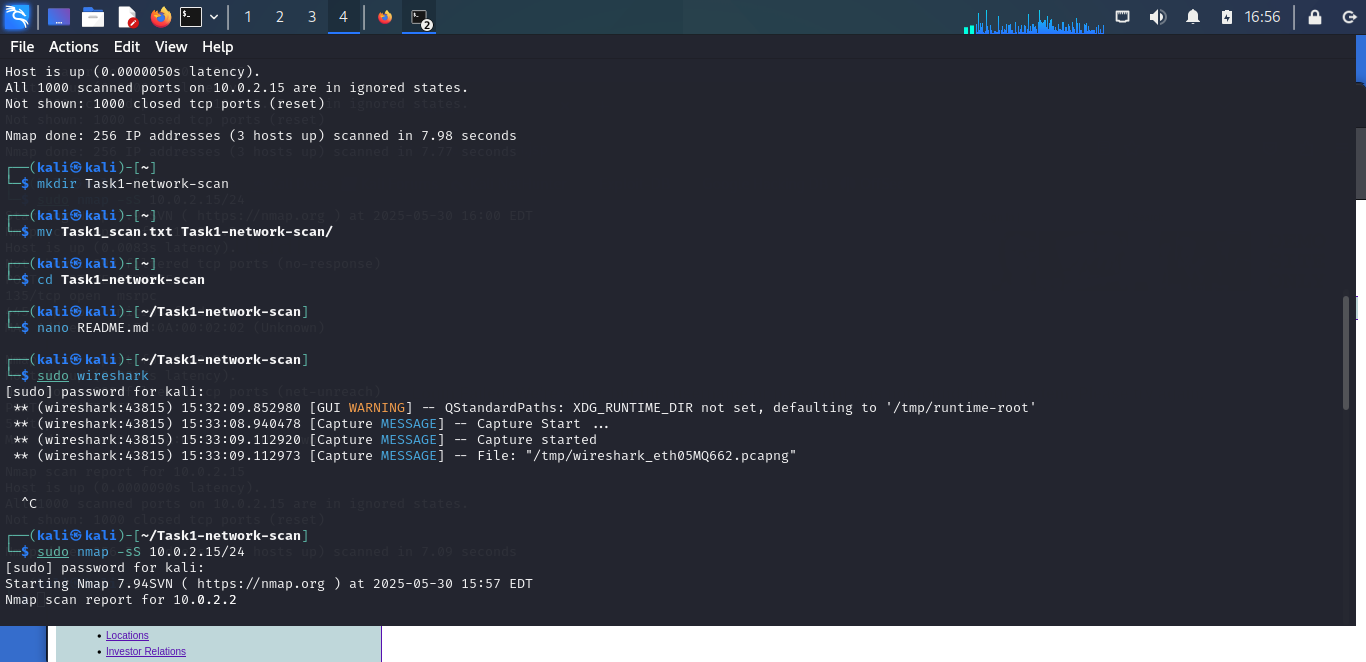 1 2 3 4 2 16:56
File Actions Edit View Help
Host is up (0.0000050s latency).
All 1000 scanned ports on 10.0.2.15 are in ignored states.
Not shown: 1000 closed tcp ports (reset)
Nmap done: 256 IP addresses (3 hosts up) scanned in 7.98 seconds
┌──(kali㉿kali)-[~]
└─$ mkdir Task1-network-scan
┌──(kali㉿kali)-[~]
└─$ mv Task1_scan.txt Task1-network-scan/
┌──(kali㉿kali)-[~]
└─$ cd Task1-network-scan
┌──(kali㉿kali)-[~/Task1-network-scan]
└─$ nano README.md
┌──(kali㉿kali)-[~/Task1-network-scan]
└─$ sudo wireshark
[sudo] password for kali:
** (wireshark:43815) 15:32:09.852980 [GUI WARNING] -- QStandardPaths: XDG_RUNTIME_DIR not set, defaulting to '/tmp/runtime-root'
** (wireshark:43815) 15:33:08.940478 [Capture MESSAGE] -- Capture Start ...
** (wireshark:43815) 15:33:09.112920 [Capture MESSAGE] -- Capture started
** (wireshark:43815) 15:33:09.112973 [Capture MESSAGE] -- File: "/tmp/wireshark_eth05MQ662.pcapng"
^C
┌──(kali㉿kali)-[~/Task1-network-scan]
└─$ sudo nmap -sS 10.0.2.15/24
[sudo] password for kali:
Starting Nmap 7.94SVN ( https://nmap.org ) at 2025-05-30 15:57 EDT
Nmap scan report for 10.0.2.2
• Locations
• Investor Relations